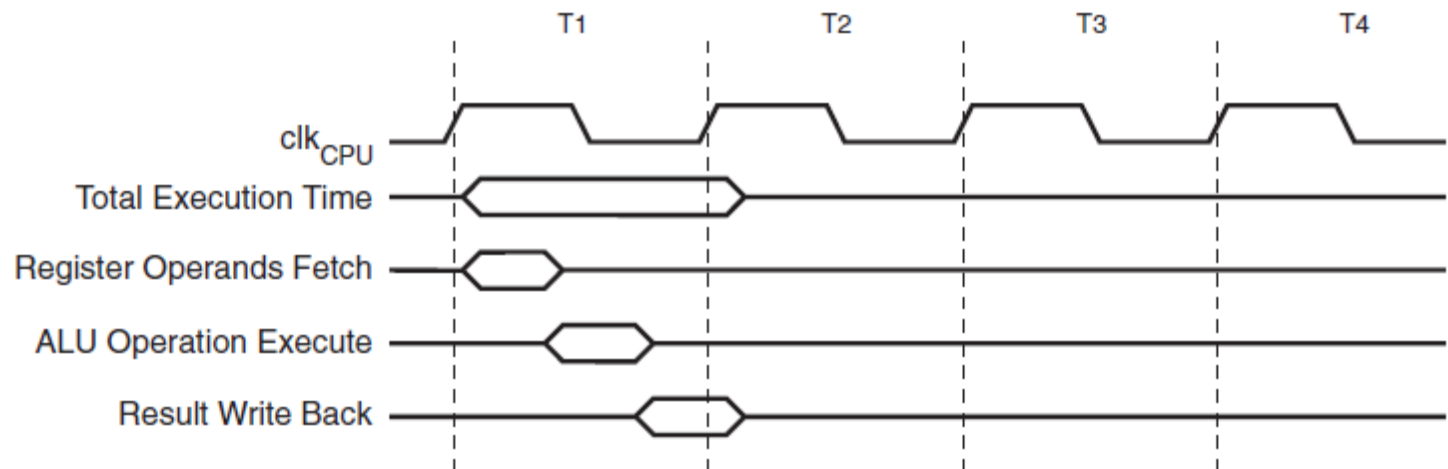 T1 T2 T3 T4
clkCPU
Total Execution Time
Register Operands Fetch
ALU Operation Execute
Result Write Back